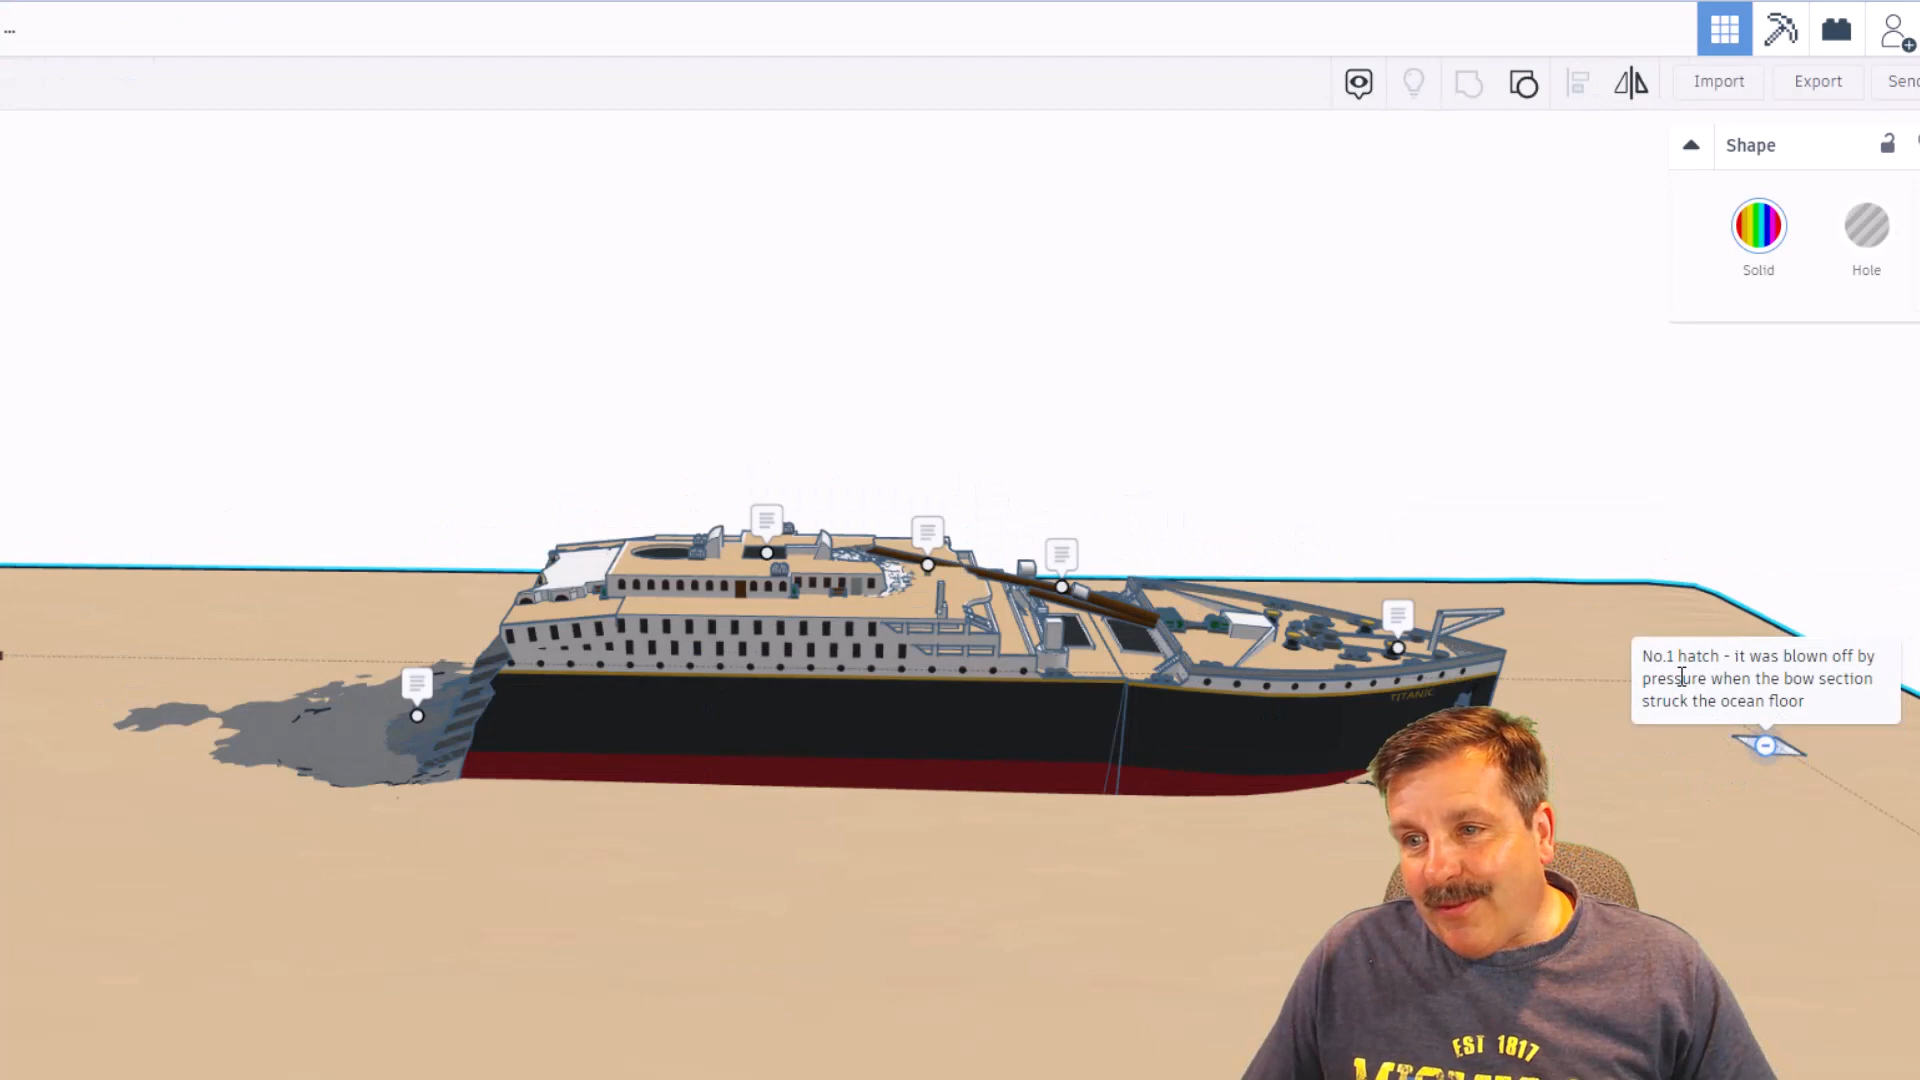 ...
Import
Export
Shape
Solid
Hole
No.1 hatch - it was blown off by
pressure when the bow section
struck the ocean floor
TITANIC
EST 1817